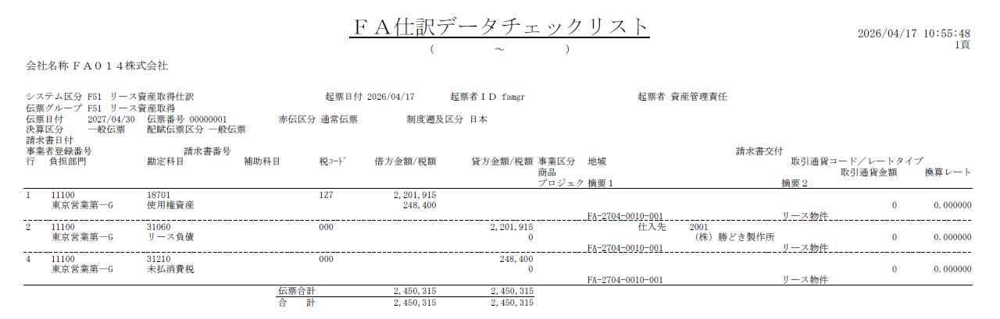 ＦＡ仕訳データチェックリスト
2026/04/17 10:55:48
(　　　　～　　　　)
1頁
会社名称 ＦＡ０１４株式会社
システム区分 F51 リース資産取得仕訳 起票日付 2026/04/17 起票者ＩＤ famgr 起票者 資産管理責任
伝票グループ F51 リース資産取得
伝票日付 2027/04/30 伝票番号 00000001 赤伝区分 通常伝票 制度遡及区分 日本
決算区分 一般伝票 配賦伝票区分 一般伝票
請求書日付
事業者登録番号 請求書番号 請求書交付
行 負担部門 勘定科目 補助科目 税ｺｰﾄﾞ 借方金額/税額 貸方金額/税額 事業区分 地域 取引通貨コード／レートタイプ
商品 取引通貨金額 換算レート
プロジェク 摘要１ 摘要２
1 11100 18701 1Z7 2,201,915
東京営業第一G 使用権資産 248,400 0 0.000000
FA-2704-0010-001 リース物件
2 11100 31060 000 2,201,915 仕入先 2001
東京営業第一G リース負債 0 (株) 勝どき製作所 0 0.000000
FA-2704-0010-001 リース物件
4 11100 31210 000 248,400
東京営業第一G 未払消費税 0 0 0.000000
FA-2704-0010-001 リース物件
伝票合計 2,450,315 2,450,315
合　計 2,450,315 2,450,315